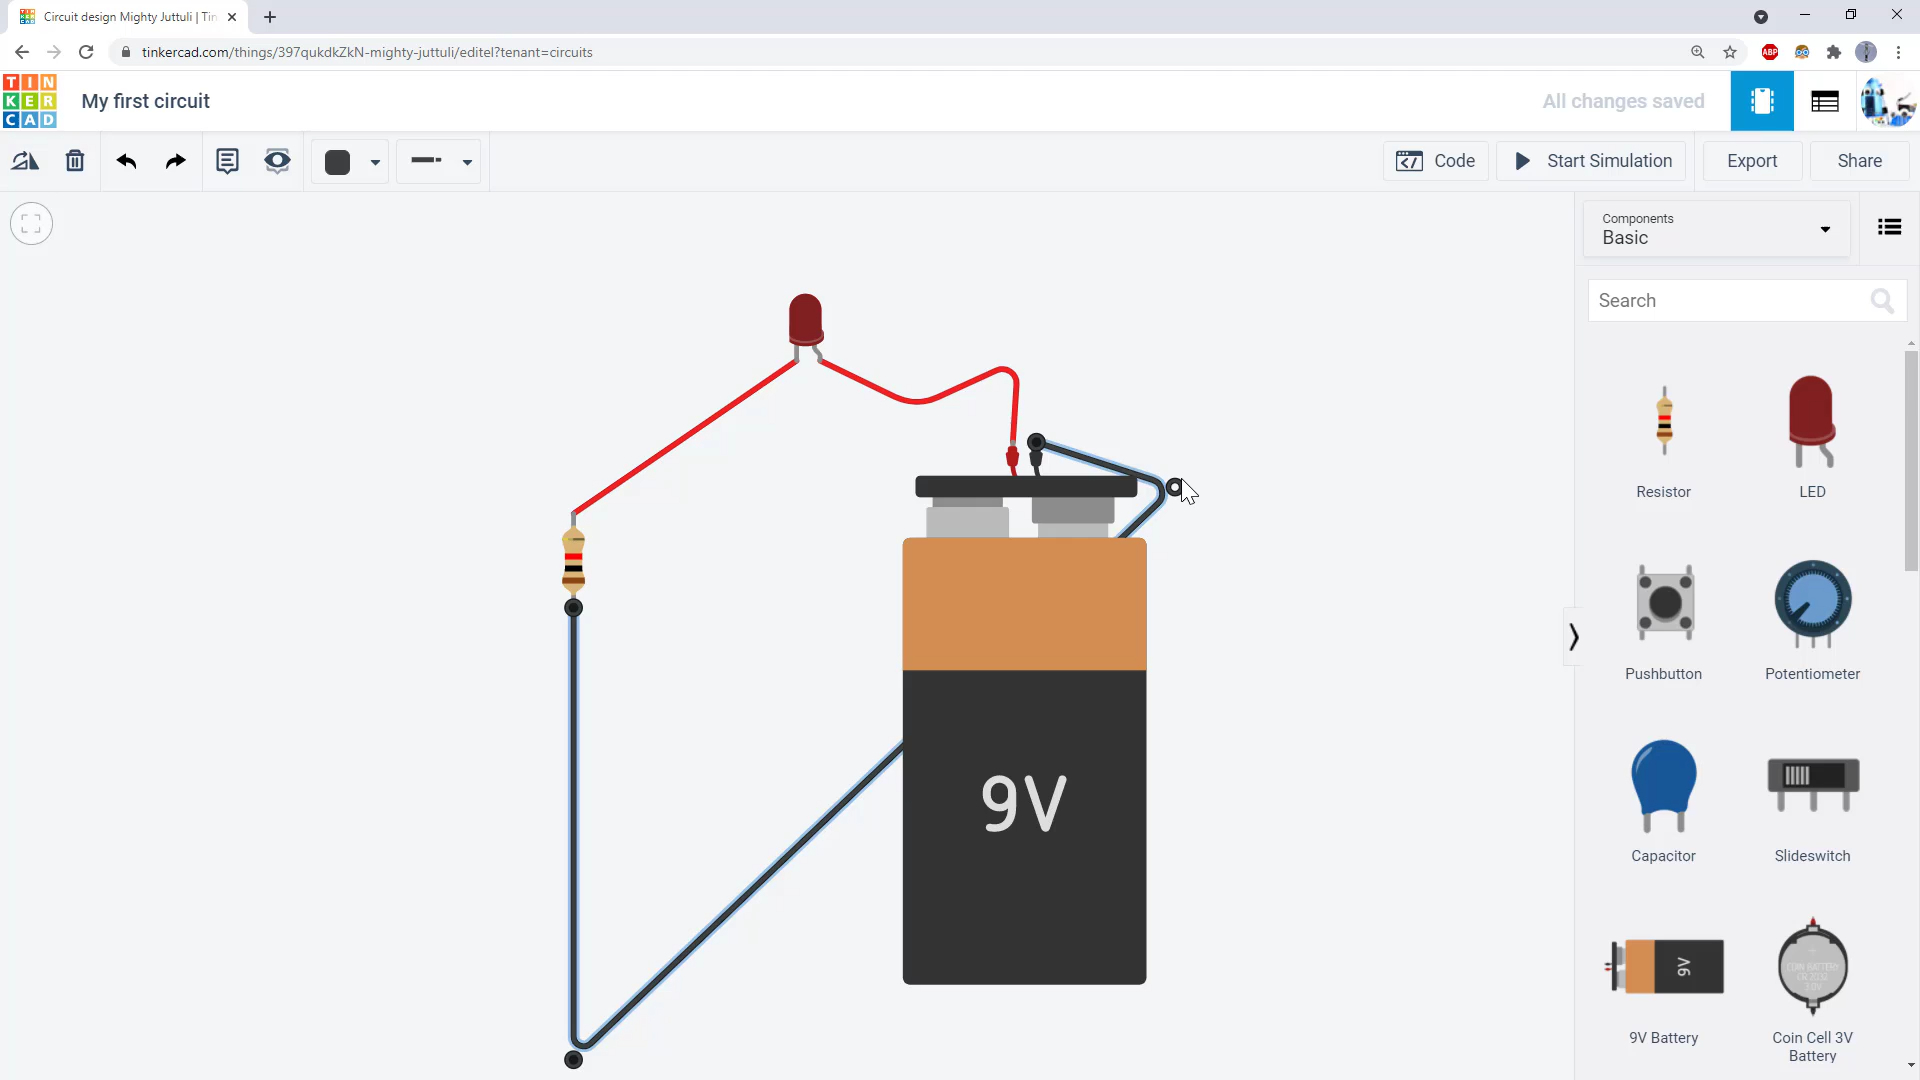 Circuit design Mighty Juttuli | Tin
tinkercad.com/things/397qukdkZkN-mighty-juttuli/editel?tenant=circuits
ABP
TIN
KER
CAD
My first circuit
All changes saved
Code
Start Simulation
Export
Share
Components
Basic
Search
Resistor
LED
Pushbutton
Potentiometer
Capacitor
Slideswitch
9V
9V
9V Battery
Coin Cell 3V
Battery